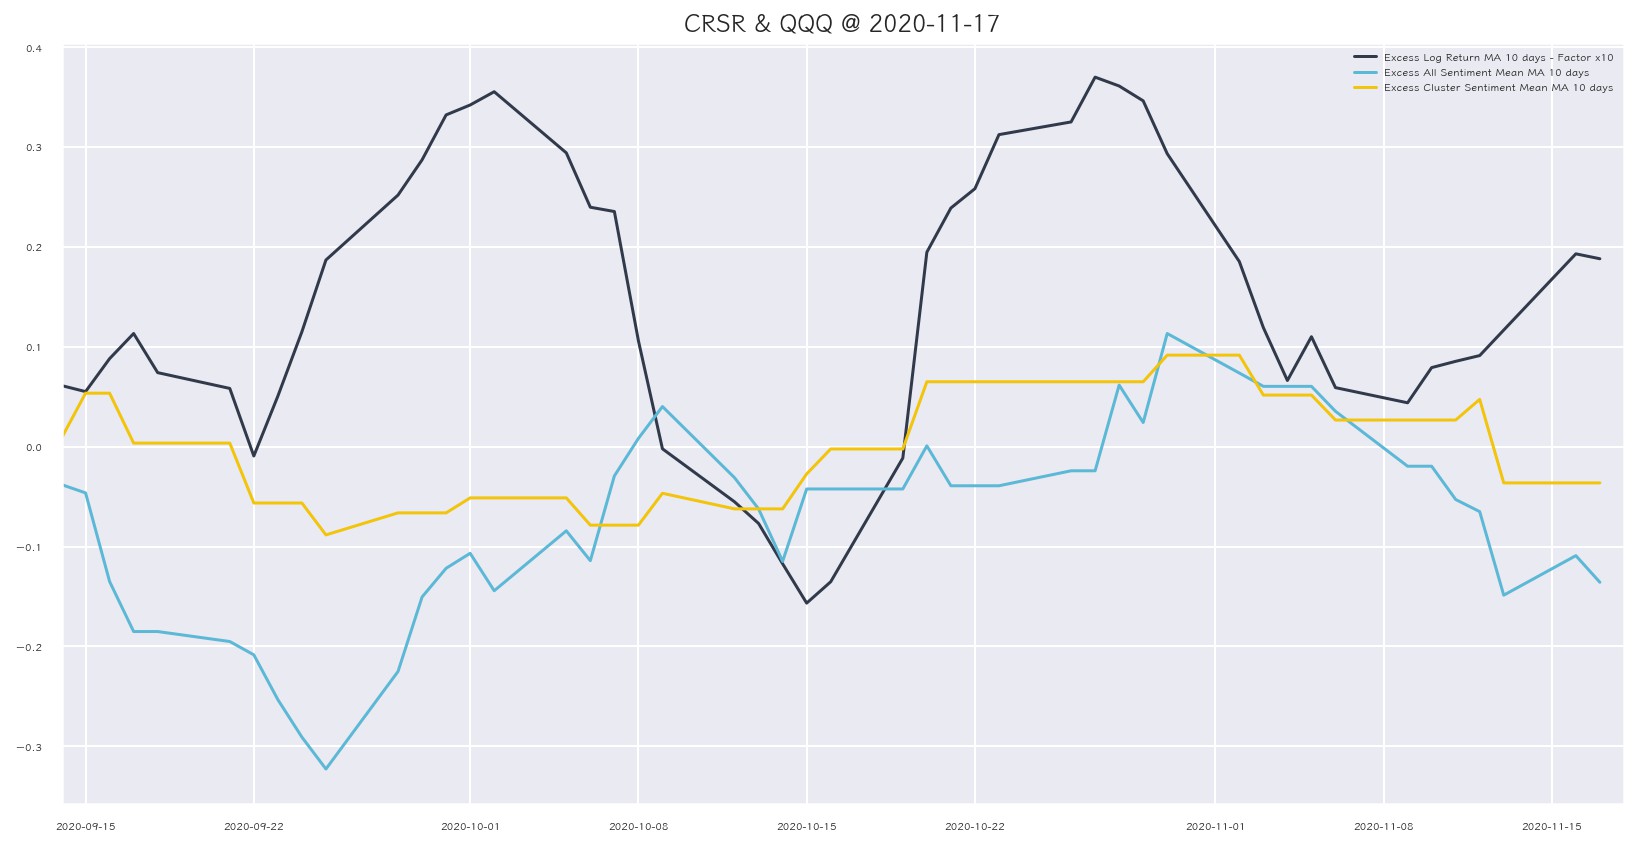 CRSR & QQQ @ 2020-11-17
Excess Log Return MA 10 days - Factor x10
Excess All Sentiment Mean MA 10 days
Excess Cluster Sentiment Mean MA 10 days
0.4
0.3
0.2
0.1
0.0
−0.1
−0.2
−0.3
2020-09-15 2020-09-22 2020-10-01 2020-10-08 2020-10-15 2020-10-22 2020-11-01 2020-11-08 2020-11-15